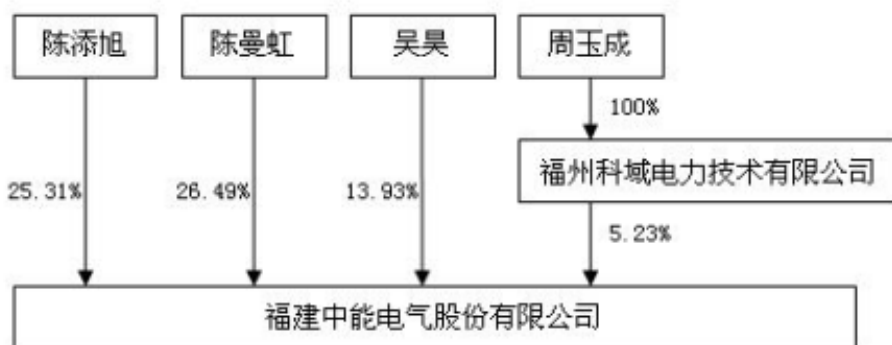 陈添旭
陈曼虹
吴昊
周玉成
100%
福州科域电力技术有限公司
25.31%
26.49%
13.93%
5.23%
福建中能电气股份有限公司